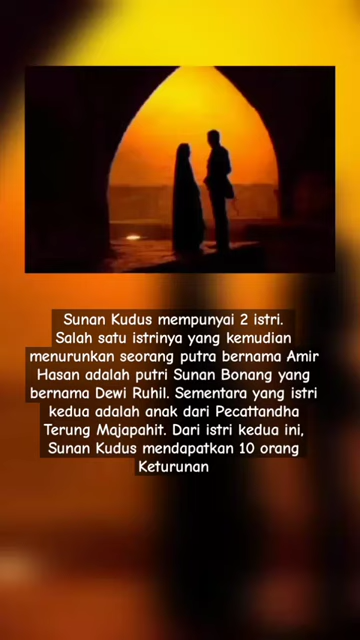 Sunan Kudus mempunyai 2 istri.
Salah satu istrinya yang kemudian
menurunkan seorang putra bernama Amir
Hasan adalah putri Sunan Bonang yang
bernama Dewi Ruhil. Sementara yang istri
kedua adalah anak dari Pecattandha
Terung Majapahit. Dari istri kedua ini,
Sunan Kudus mendapatkan 10 orang
Keturunan